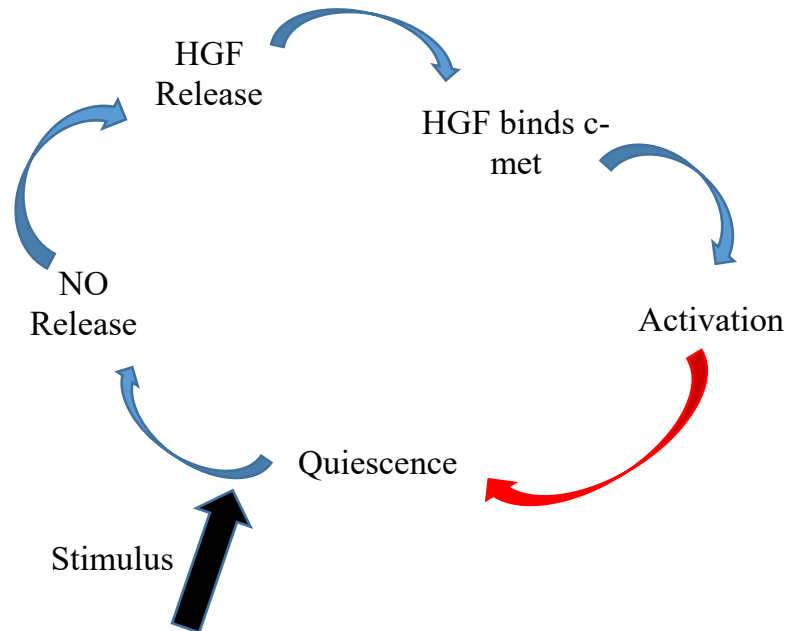 HGF
Release
HGF binds c-
met
NO
Release
Activation
Quiescence
Stimulus